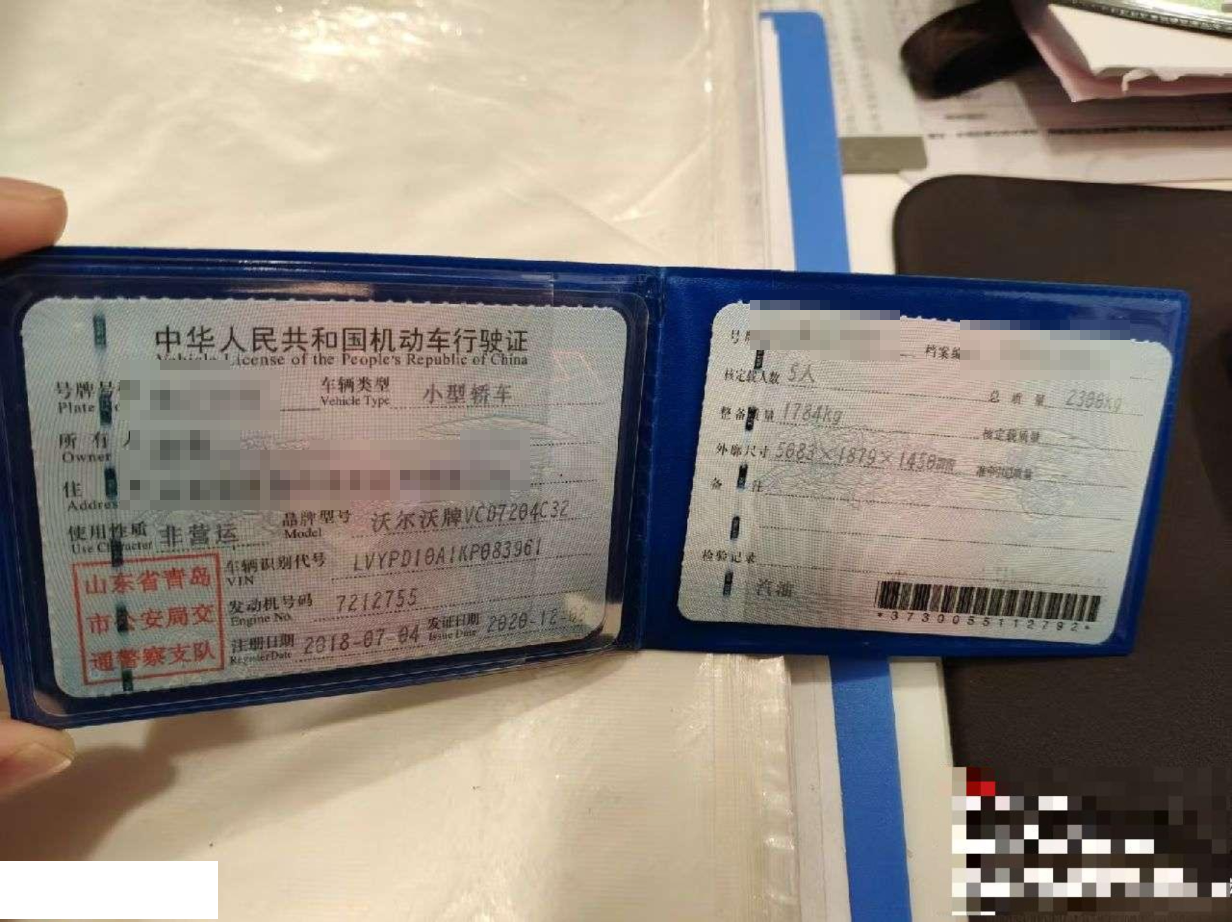 中华人民共和国机动车行驶证
Vehicle License of the People's Republic of China
号牌号
Plate No
车辆类型
Vehicle Type
小型轿车
所有人
Owner
住
Address
使用性质
Use Character
非营运
品牌型号
Model
沃尔沃牌VCD7204C32
山东省青岛
市公安局交
通警察支队
车辆识别代号
VIN
LVYPD10A1KP083961
发动机号码
Engine No.
7212755
注册日期
Register Date
2018-07-04
发证日期
Issue Date
2020-12-
号牌
档案编
核定载人数 5人
总质量 2300kg
整备质量 1784kg
核定载质量
外廓尺寸 5083×1879×1450mm
准牵引总质量
备注
检验记录
汽油
*3730055112792*